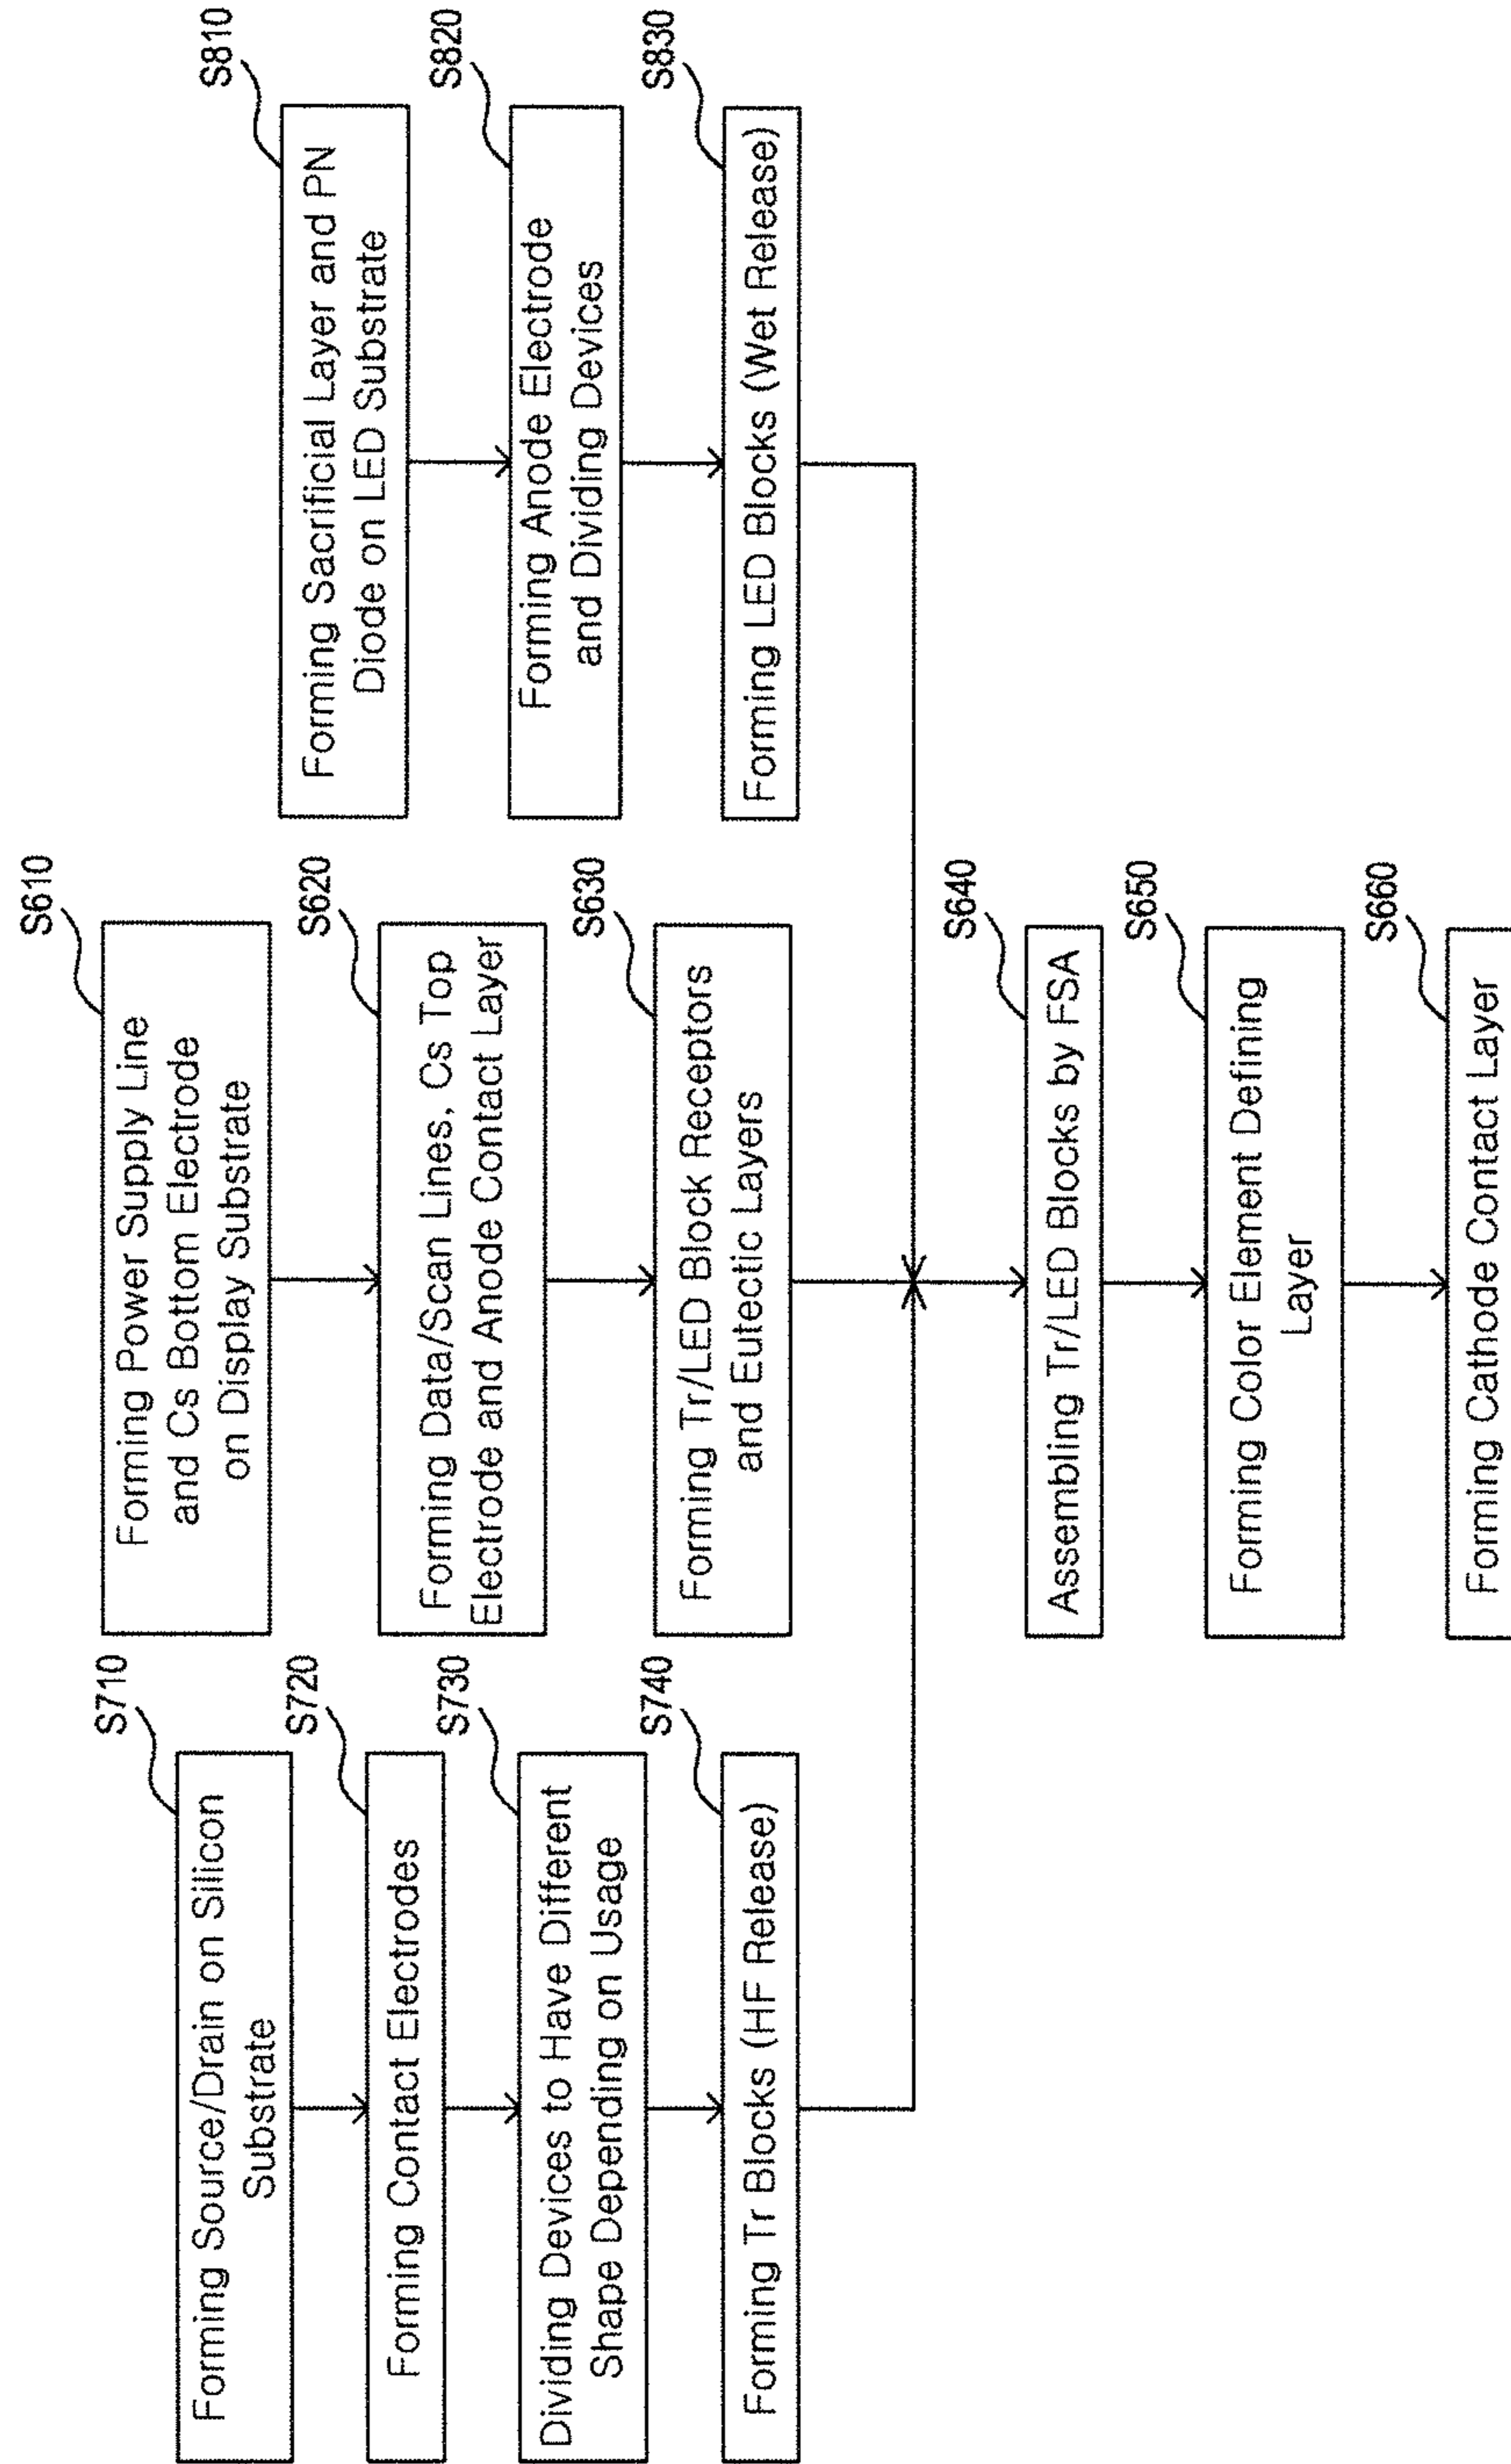 S710
Forming Source/Drain on Silicon
Substrate
S720
Forming Contact Electrodes
S730
Dividing Devices to Have Different
Shape Depending on Usage
S740
Forming Tr Blocks (HF Release)
S610
Forming Power Supply Line
and Cs Bottom Electrode
on Display Substrate
S620
Forming Data/Scan Lines, Cs Top
Electrode and Anode Contact Layer
S630
Forming Tr/LED Block Receptors
and Eutectic Layers
S810
Forming Sacrificial Layer and PN
Diode on LED Substrate
S820
Forming Anode Electrode
and Dividing Devices
S830
Forming LED Blocks (Wet Release)
S640
Assembling Tr/LED Blocks by FSA
S650
Forming Color Element Defining
Layer
S660
Forming Cathode Contact Layer